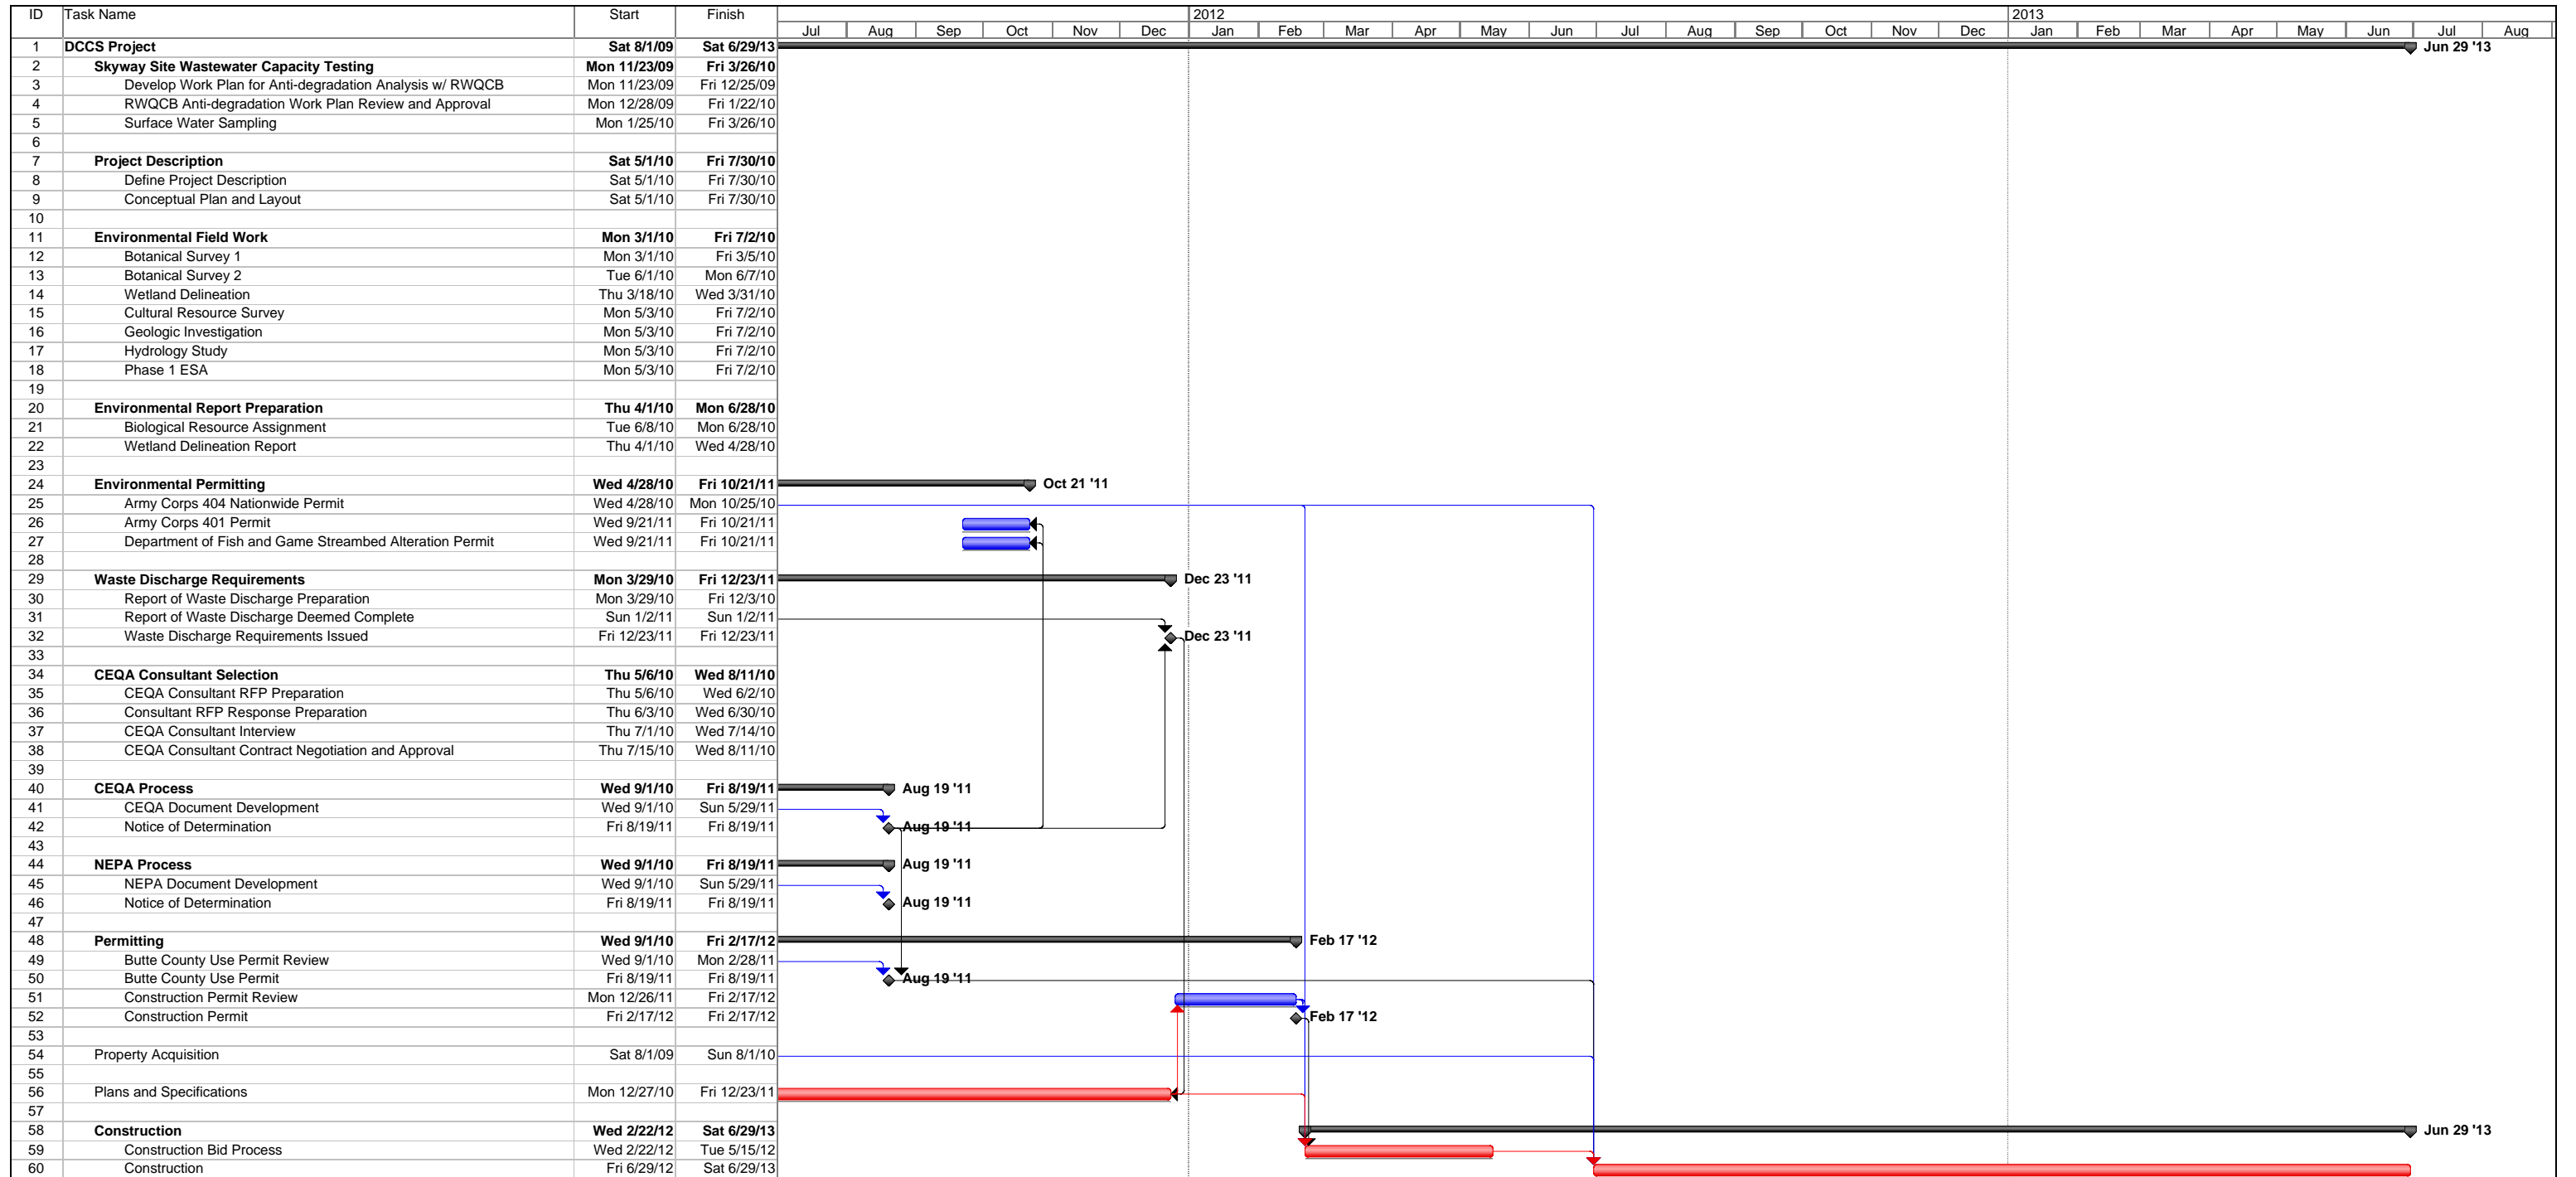 ID Task Name Start Finish 2012 2013
Jul Aug Sep Oct Nov Dec Jan Feb Mar Apr May Jun Jul Aug Sep Oct Nov Dec Jan Feb Mar Apr May Jun Jul Aug
1 DCCS Project Sat 8/1/09 Sat 6/29/13 Jun 29 '13
2 Skyway Site Wastewater Capacity Testing Mon 11/23/09 Fri 3/26/10
3 Develop Work Plan for Anti-degradation Analysis w/ RWQCB Mon 11/23/09 Fri 12/25/09
4 RWQCB Anti-degradation Work Plan Review and Approval Mon 12/28/09 Fri 1/22/10
5 Surface Water Sampling Mon 1/25/10 Fri 3/26/10
6
7 Project Description Sat 5/1/10 Fri 7/30/10
8 Define Project Description Sat 5/1/10 Fri 7/30/10
9 Conceptual Plan and Layout Sat 5/1/10 Fri 7/30/10
10
11 Environmental Field Work Mon 3/1/10 Fri 7/2/10
12 Botanical Survey 1 Mon 3/1/10 Fri 3/5/10
13 Botanical Survey 2 Tue 6/1/10 Mon 6/7/10
14 Wetland Delineation Thu 3/18/10 Wed 3/31/10
15 Cultural Resource Survey Mon 5/3/10 Fri 7/2/10
16 Geologic Investigation Mon 5/3/10 Fri 7/2/10
17 Hydrology Study Mon 5/3/10 Fri 7/2/10
18 Phase 1 ESA Mon 5/3/10 Fri 7/2/10
19
20 Environmental Report Preparation Thu 4/1/10 Mon 6/28/10
21 Biological Resource Assignment Tue 6/8/10 Mon 6/28/10
22 Wetland Delineation Report Thu 4/1/10 Wed 4/28/10
23
24 Environmental Permitting Wed 4/28/10 Fri 10/21/11 Oct 21 '11
25 Army Corps 404 Nationwide Permit Wed 4/28/10 Mon 10/25/10
26 Army Corps 401 Permit Wed 9/21/11 Fri 10/21/11
27 Department of Fish and Game Streambed Alteration Permit Wed 9/21/11 Fri 10/21/11
28
29 Waste Discharge Requirements Mon 3/29/10 Fri 12/23/11 Dec 23 '11
30 Report of Waste Discharge Preparation Mon 3/29/10 Fri 12/3/10
31 Report of Waste Discharge Deemed Complete Sun 1/2/11 Sun 1/2/11
32 Waste Discharge Requirements Issued Fri 12/23/11 Fri 12/23/11 Dec 23 '11
33
34 CEQA Consultant Selection Thu 5/6/10 Wed 8/11/10
35 CEQA Consultant RFP Preparation Thu 5/6/10 Wed 6/2/10
36 Consultant RFP Response Preparation Thu 6/3/10 Wed 6/30/10
37 CEQA Consultant Interview Thu 7/1/10 Wed 7/14/10
38 CEQA Consultant Contract Negotiation and Approval Thu 7/15/10 Wed 8/11/10
39
40 CEQA Process Wed 9/1/10 Fri 8/19/11 Aug 19 '11
41 CEQA Document Development Wed 9/1/10 Sun 5/29/11
42 Notice of Determination Fri 8/19/11 Fri 8/19/11 Aug 19 '11
43
44 NEPA Process Wed 9/1/10 Fri 8/19/11 Aug 19 '11
45 NEPA Document Development Wed 9/1/10 Sun 5/29/11
46 Notice of Determination Fri 8/19/11 Fri 8/19/11 Aug 19 '11
47
48 Permitting Wed 9/1/10 Fri 2/17/12 Feb 17 '12
49 Butte County Use Permit Review Wed 9/1/10 Mon 2/28/11
50 Butte County Use Permit Fri 8/19/11 Fri 8/19/11 Aug 19 '11
51 Construction Permit Review Mon 12/26/11 Fri 2/17/12
52 Construction Permit Fri 2/17/12 Fri 2/17/12 Feb 17 '12
53
54 Property Acquisition Sat 8/1/09 Sun 8/1/10
55
56 Plans and Specifications Mon 12/27/10 Fri 12/23/11
57
58 Construction Wed 2/22/12 Sat 6/29/13 Jun 29 '13
59 Construction Bid Process Wed 2/22/12 Tue 5/15/12
60 Construction Fri 6/29/12 Sat 6/29/13